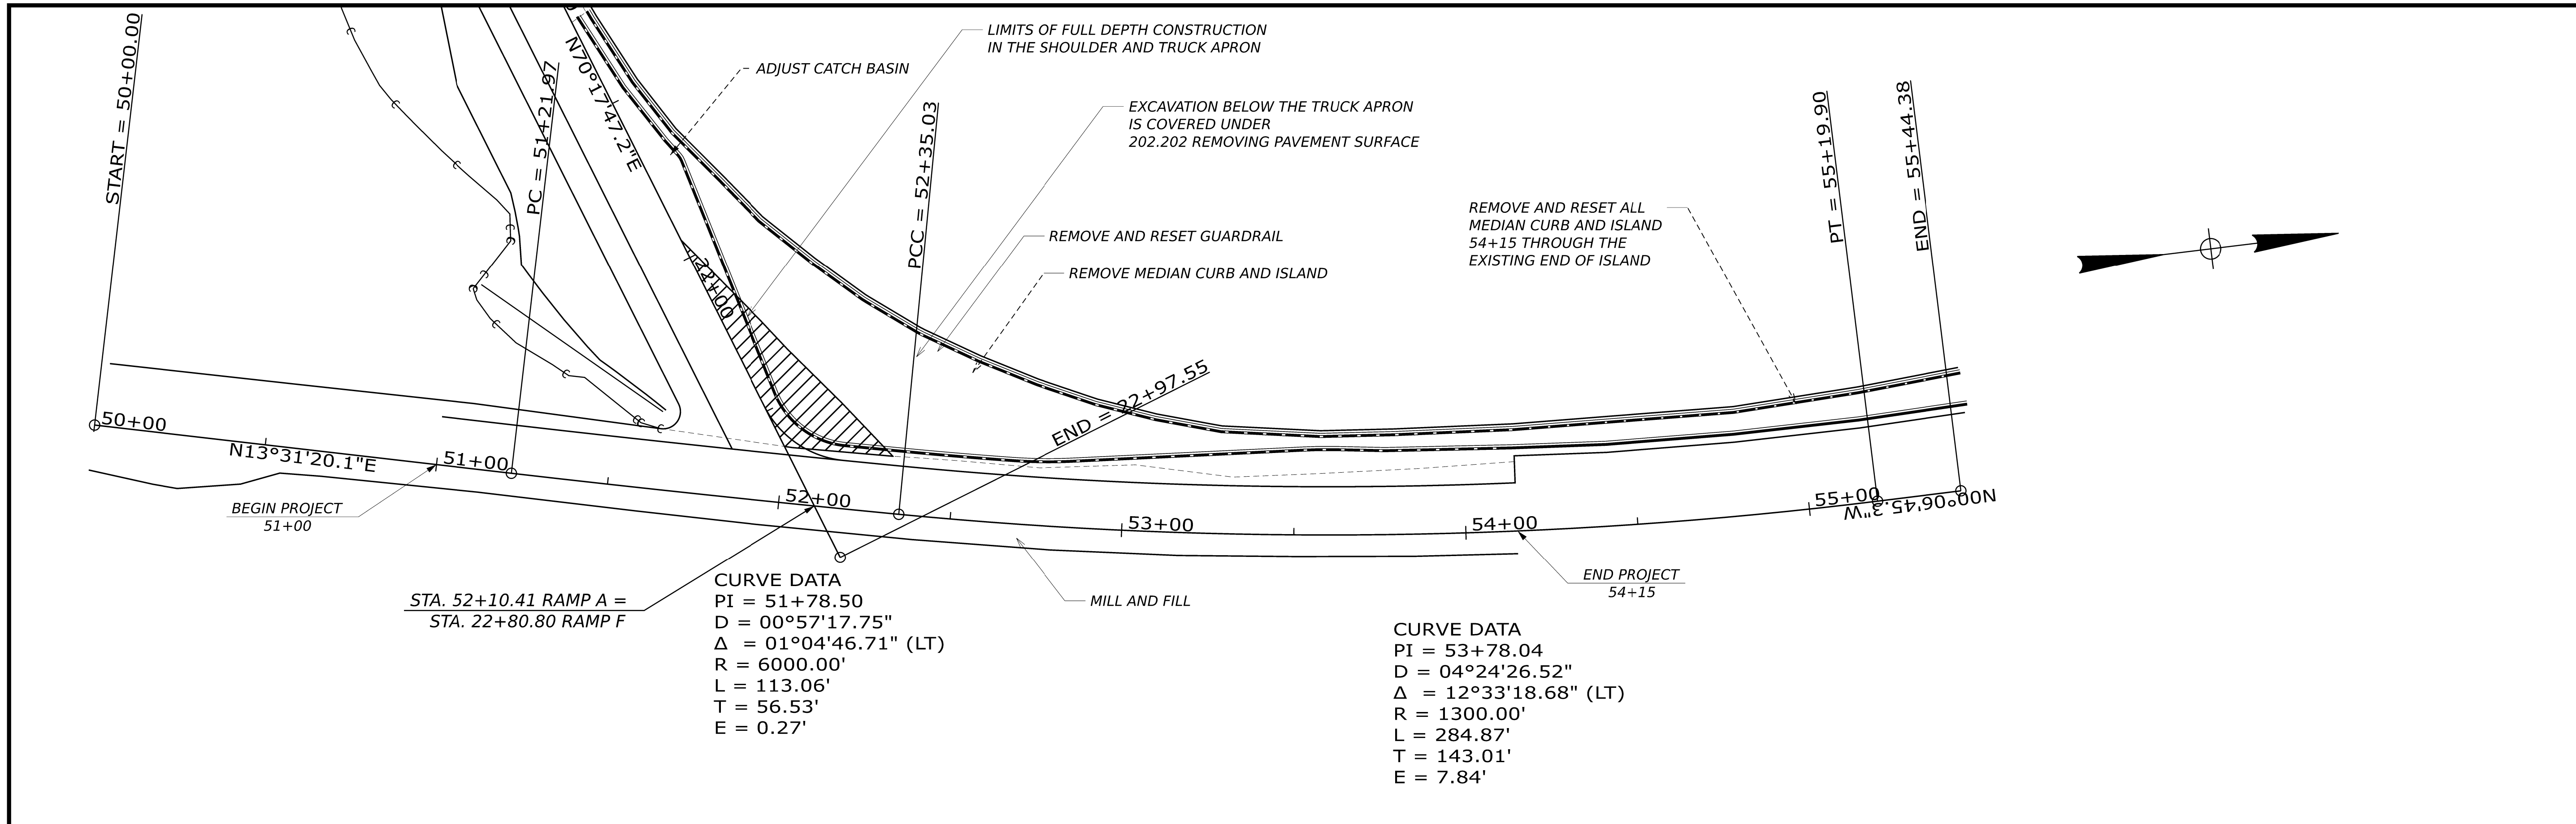 START = 50+00.00
PC = 51+21.97
N70°17'47.2"E
ADJUST CATCH BASIN
LIMITS OF FULL DEPTH CONSTRUCTION
IN THE SHOULDER AND TRUCK APRON
PCC = 52+35.03
EXCAVATION BELOW THE TRUCK APRON
IS COVERED UNDER
202.202 REMOVING PAVEMENT SURFACE
REMOVE AND RESET GUARDRAIL
REMOVE MEDIAN CURB AND ISLAND
REMOVE AND RESET ALL
MEDIAN CURB AND ISLAND
54+15 THROUGH THE
EXISTING END OF ISLAND
PT = 55+19.90
END = 55+44.38
22+00
END = 22+97.55
50+00
N13°31'20.1"E
51+00
52+00
53+00
54+00
55+00
N00°06'45.3"W
BEGIN PROJECT
51+00
STA. 52+10.41 RAMP A =
STA. 22+80.80 RAMP F
MILL AND FILL
END PROJECT
54+15
CURVE DATA
PI = 51+78.50
D = 00°57'17.75"
Δ = 01°04'46.71" (LT)
R = 6000.00'
L = 113.06'
T = 56.53'
E = 0.27'
CURVE DATA
PI = 53+78.04
D = 04°24'26.52"
Δ = 12°33'18.68" (LT)
R = 1300.00'
L = 284.87'
T = 143.01'
E = 7.84'